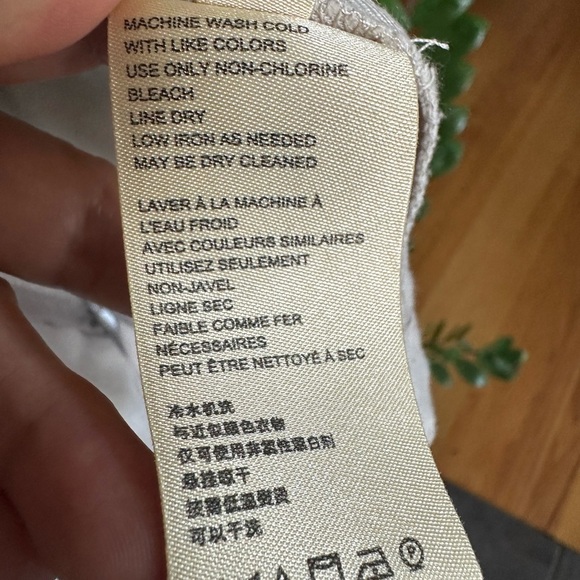 MACHINE WASH COLD
WITH LIKE COLORS
USE ONLY NON-CHLORINE
BLEACH
LINE DRY
LOW IRON AS NEEDED
MAY BE DRY CLEANED
LAVER À LA MACHINE À
L'EAU FROID
AVEC COULEURS SIMILAIRES
UTILISEZ SEULEMENT
NON-JAVEL
LIGNE SEC
FAIBLE COMME FER
NÉCESSAIRES
PEUT ÊTRE NETTOYÉ À SEC
冷水机洗
与近似颜色衣物
仅可使用非氯性漂白剂
悬挂晾干
按需低温熨烫
可以干洗
P